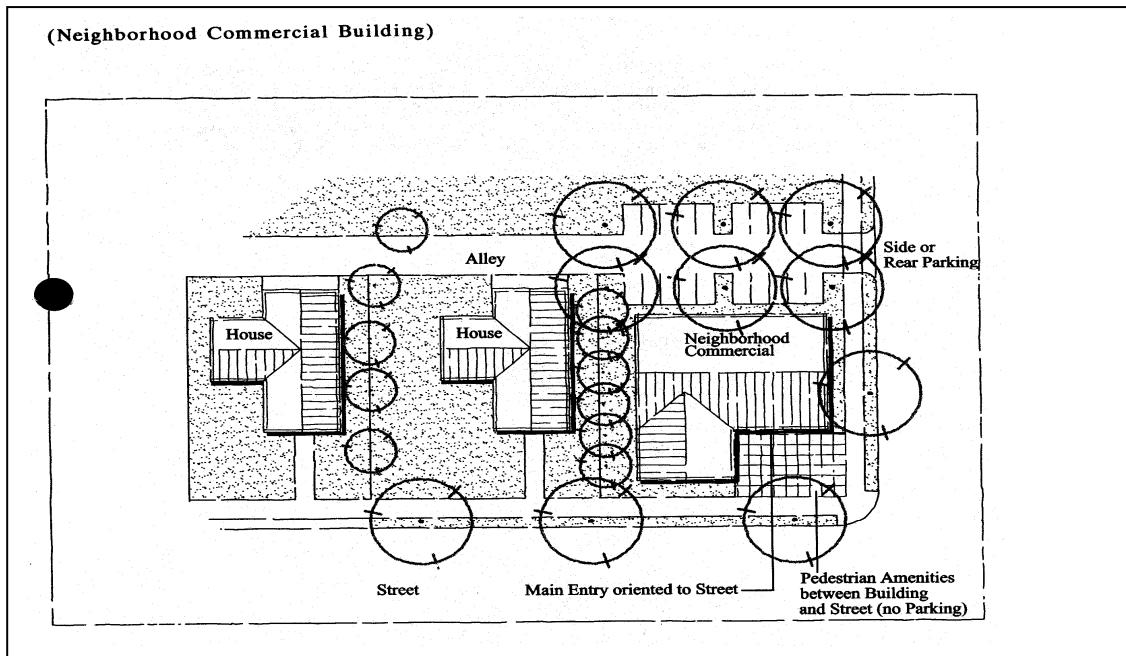 (Neighborhood Commercial Building)
Alley
Side or
Rear Parking
House
House
Neighborhood
Commercial
Street
Main Entry oriented to Street
Pedestrian Amenities
between Building
and Street (no Parking)